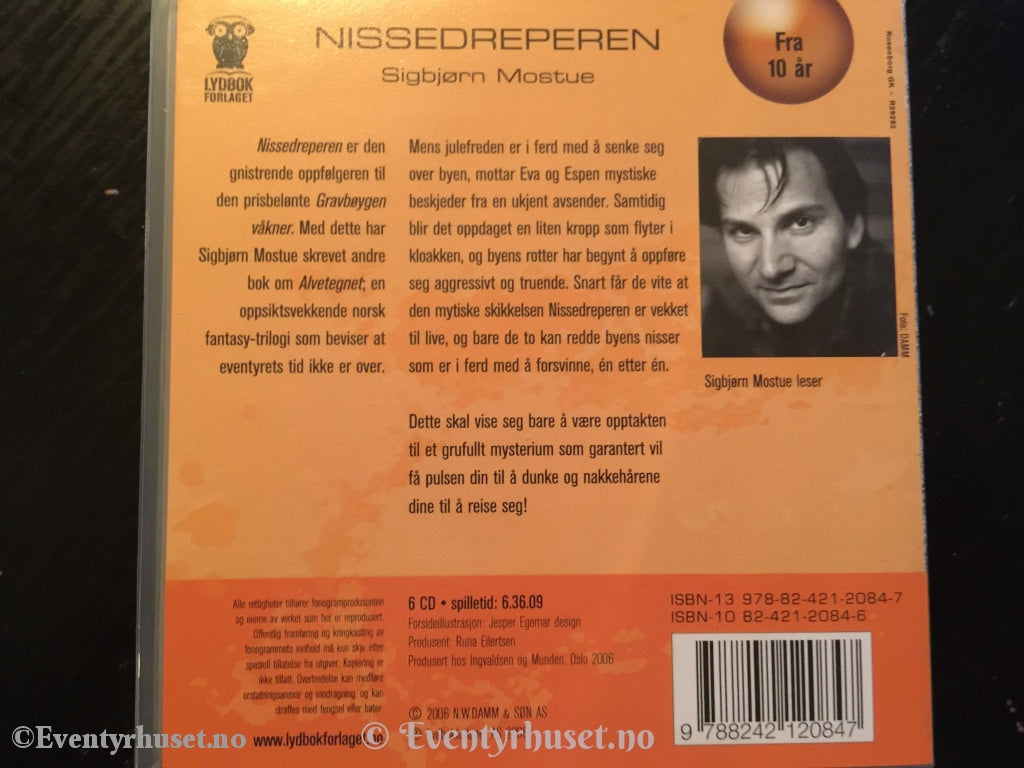 LYDBOK
FORLAGET
NISSEDREPEREN
Sigbjørn Mostue
Fra
10 år
Rosenborg GK - R29282
Nissedreperen er den
gnistrende oppfølgeren til
den prisbelønte Gravbøygen
våkner. Med dette har
Sigbjørn Mostue skrevet andre
bok om Alvetegnet; en
oppsiktsvekkende norsk
fantasy-trilogi som beviser at
eventyrets tid ikke er over.
Mens julefreden er i ferd med å senke seg
over byen, mottar Eva og Espen mystiske
beskjeder fra en ukjent avsender. Samtidig
blir det oppdaget en liten kropp som flyter i
kloakken, og byens rotter har begynt å oppføre
seg aggressivt og truende. Snart får de vite at
den mytiske skikkelsen Nissedreperen er vekket
til live, og bare de to kan redde byens nisser
som er i ferd med å forsvinne, én etter én.
Dette skal vise seg bare å være opptakten
til et grufullt mysterium som garantert vil
få pulsen din til å dunke og nakkehårene
dine til å reise seg!
Foto: DAMM
Sigbjørn Mostue leser
Alle rettigheter tilhører fonogramprodusenten
og eierne av verket som her er reprodusert.
Offentlig framføring og kringkasting av
fonogrammets innhold må kun skje etter
spesiell tillatelse fra utgiver. Kopiering er
ikke tillatt. Overtredelse kan medføre
erstatningsansvar og inndragning, og kan
straffes med fengsel eller bøter.
www.lydbokforlaget.no
6 CD • spilletid: 6.36.09
Forsideillustrasjon: Jesper Egemar design
Produsent: Runa Eilertsen
Produsert hos Ingvaldsen og Munden, Oslo 2006
© 2006 N.W.DAMM & SØN AS
ISBN-13 978-82-421-2084-7
ISBN-10 82-421-2084-6
9 788242 120847
©Eventyrhuset.no
© Eventyrhuset.no